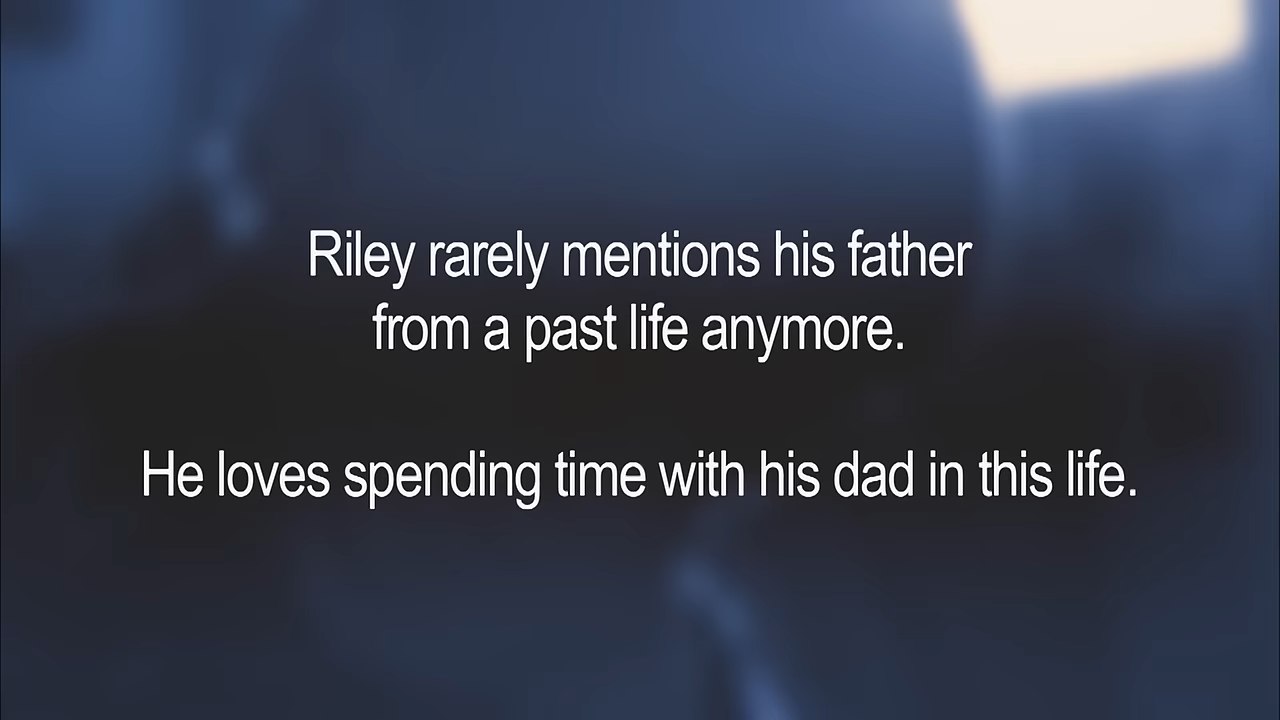 Riley rarely mentions his father
from a past life anymore.
He loves spending time with his dad in this life.